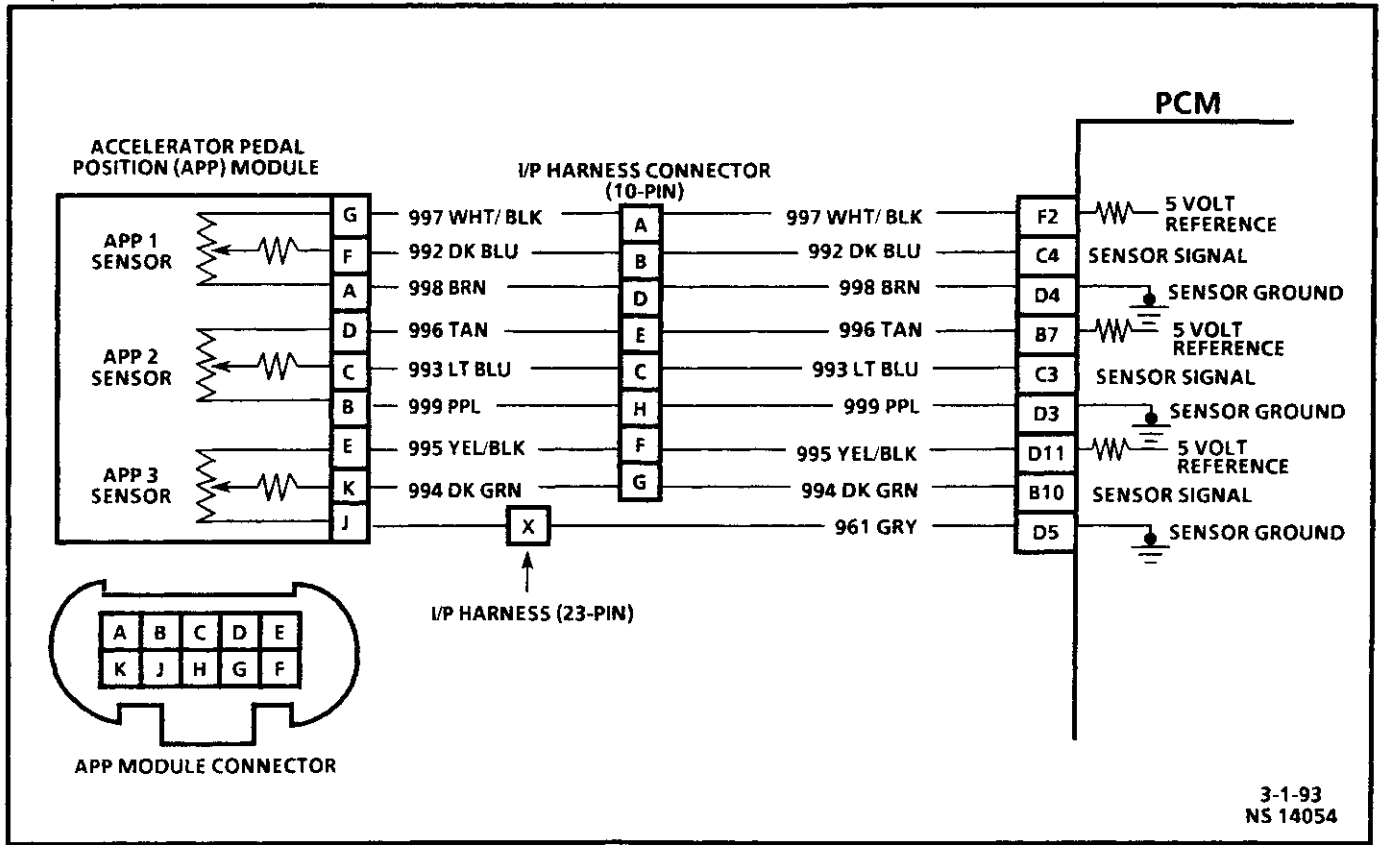 PCM
ACCELERATOR PEDAL
POSITION (APP) MODULE
I/P HARNESS CONNECTOR
(10-PIN)
APP 1
SENSOR
G
997 WHT/ BLK
A
997 WHT/ BLK
F2
5 VOLT
REFERENCE
F
992 DK BLU
B
992 DK BLU
C4
SENSOR SIGNAL
A
998 BRN
D
998 BRN
D4
SENSOR GROUND
APP 2
SENSOR
D
996 TAN
E
996 TAN
B7
5 VOLT
REFERENCE
C
993 LT BLU
C
993 LT BLU
C3
SENSOR SIGNAL
B
999 PPL
H
999 PPL
D3
SENSOR GROUND
APP 3
SENSOR
E
995 YEL/BLK
F
995 YEL/BLK
D11
5 VOLT
REFERENCE
K
994 DK GRN
G
994 DK GRN
B10
SENSOR SIGNAL
J
X
961 GRY
D5
SENSOR GROUND
I/P HARNESS (23-PIN)
A B C D E
K J H G F
APP MODULE CONNECTOR
3-1-93
NS 14054